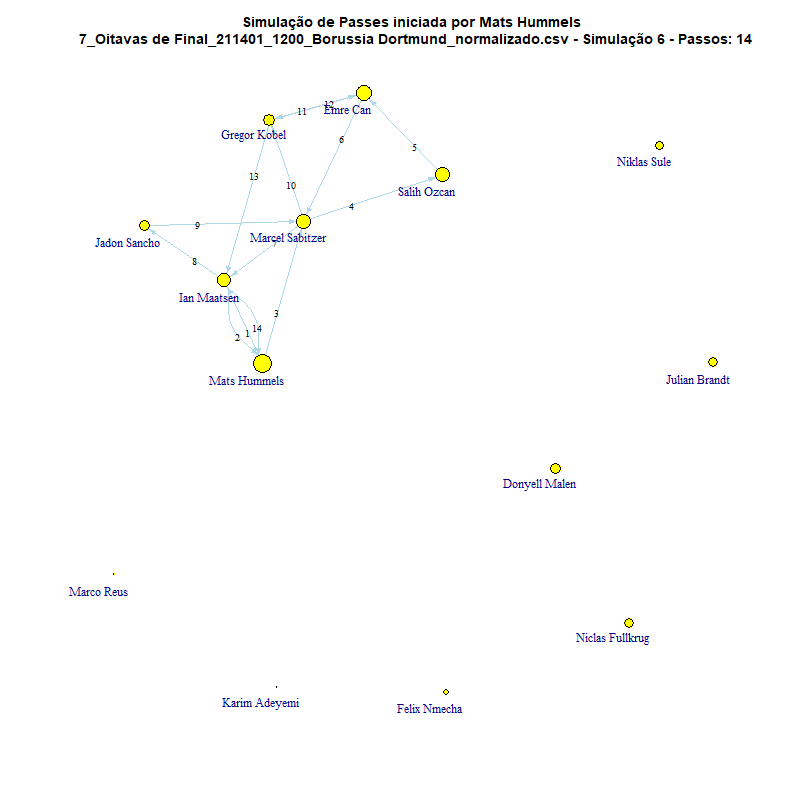 Simulação de Passes iniciada por Mats Hummels
7_Oitavas de Final_211401_1200_Borussia Dortmund_normalizado.csv - Simulação 6 - Passos: 14
Emre Can
11
12
Gregor Kobel
6
5
Niklas Sule
13
10
Salih Ozcan
4
9
Marcel Sabitzer
Jadon Sancho
8
Ian Maatsen
3
14
1
2
Mats Hummels
Julian Brandt
Donyell Malen
Marco Reus
Niclas Fullkrug
Karim Adeyemi
Felix Nmecha